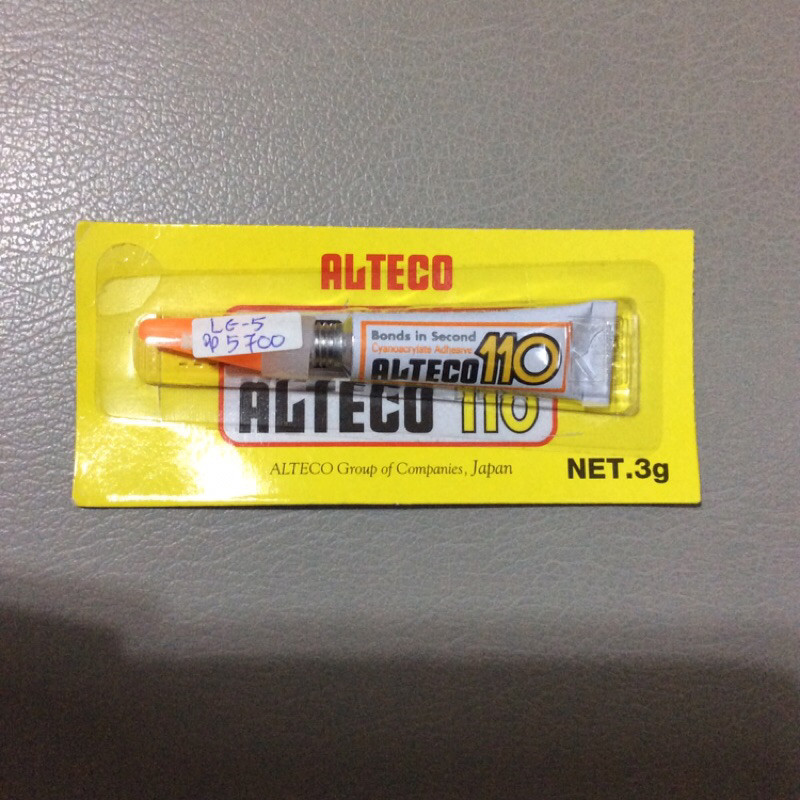 ALTECO
LG-5
5700
Bonds in Second
Cyanoacrylate Adhesive
ALTECO 110
ALTECO 110
ALTECO Group of Companies, Japan
NET.3g